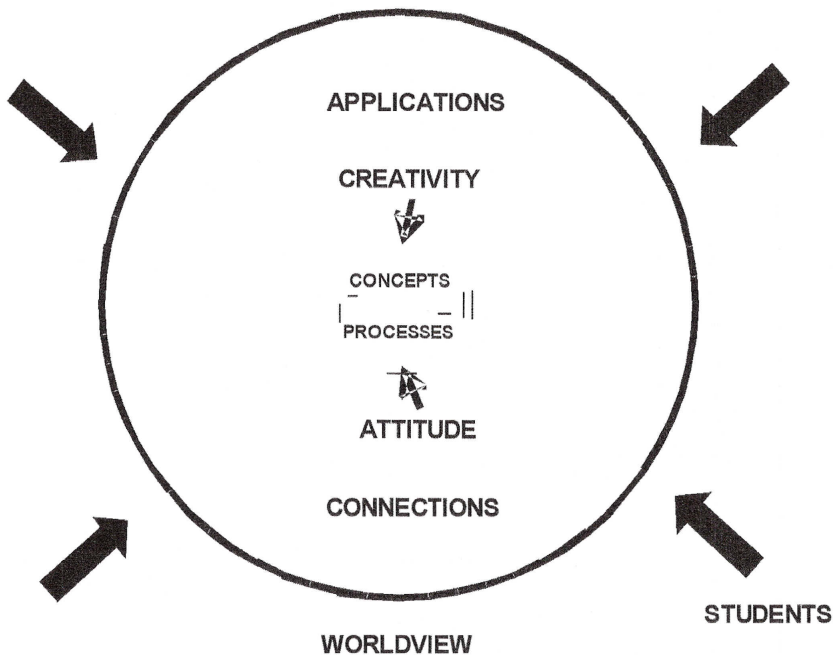 APPLICATIONS
CREATIVITY
CONCEPTS
PROCESSES
ATTITUDE
CONNECTIONS
STUDENTS
WORLDVIEW